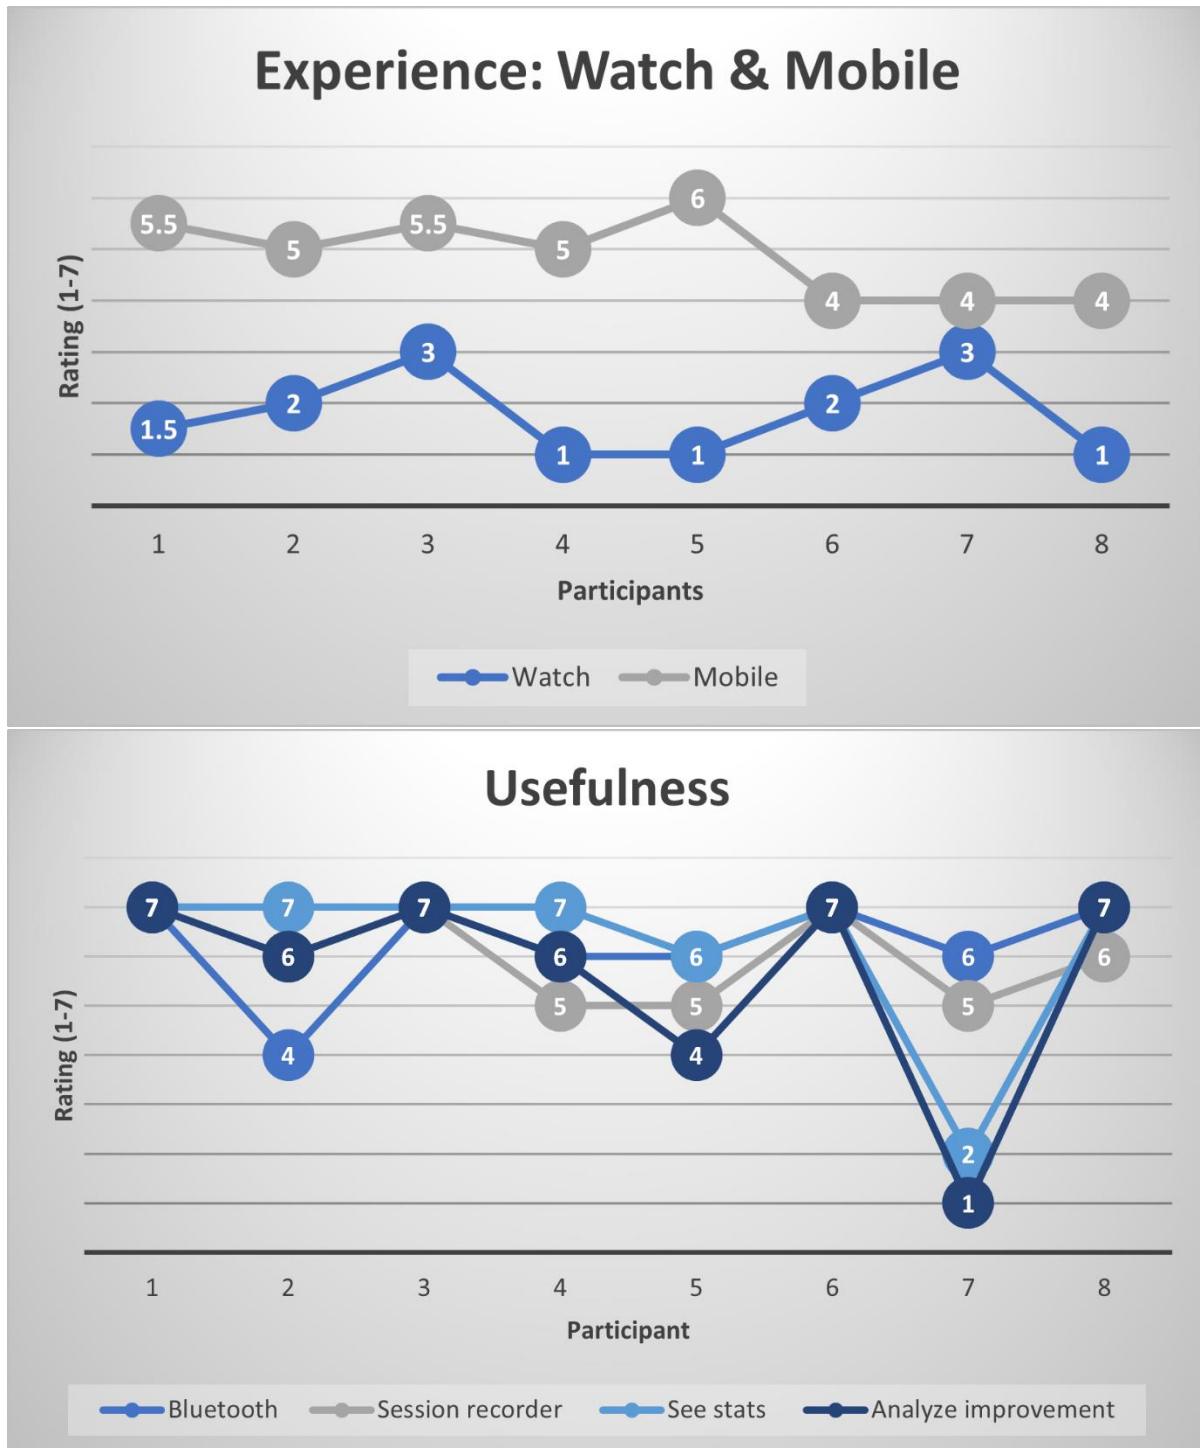 Experience: Watch & Mobile
Rating (1-7)
5.5 5 5.5 5 6 4 4 4
1.5 2 3 1 1 2 3 1
1 2 3 4 5 6 7 8
Participants
Watch Mobile
Usefulness
Rating (1-7)
7 7 7 7 7 7
6 6 6 6 6
5 5 5
4 4
2
1
1 2 3 4 5 6 7 8
Participant
Bluetooth Session recorder See stats Analyze improvement